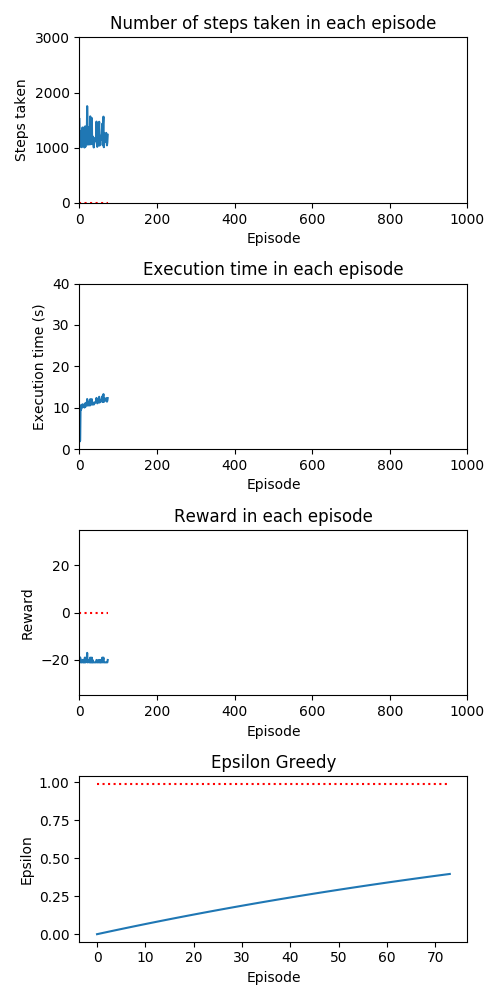 Number of steps taken in each episode
3000
2000
1000
0
Steps taken
0 200 400 600 800 1000
Episode
Execution time in each episode
40
30
20
10
0
Execution time (s)
0 200 400 600 800 1000
Episode
Reward in each episode
20
0
−20
Reward
0 200 400 600 800 1000
Episode
Epsilon Greedy
1.00
0.75
0.50
0.25
0.00
Epsilon
0 10 20 30 40 50 60 70
Episode